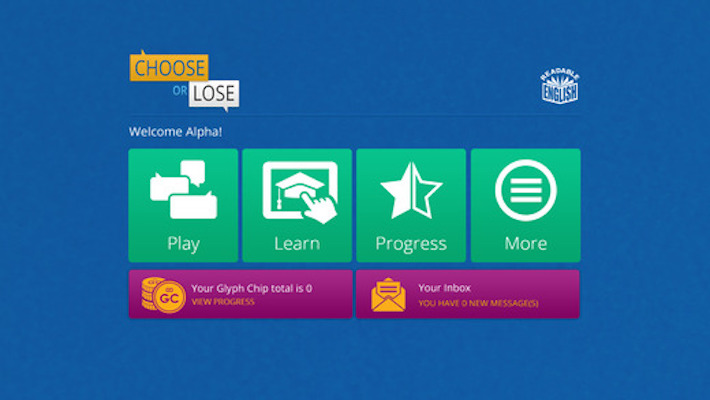 CHOOSE
OR LOSE
READABLE
ENGLISH
Welcome Alpha!
Play
Learn
Progress
More
GC
Your Glyph Chip total is 0
VIEW PROGRESS
Your Inbox
YOU HAVE 0 NEW MESSAGE(S)